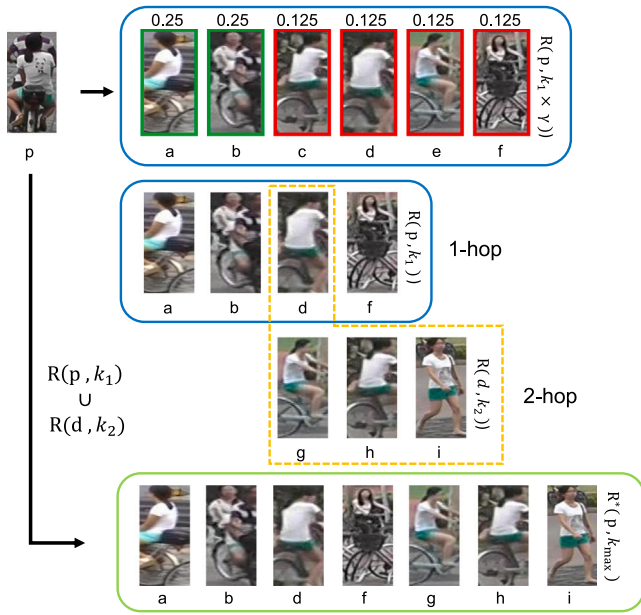 0.25 0.25 0.125 0.125 0.125 0.125
R(p,k₁×γ))
p
a b c d e f
R(p,k₁))
1-hop
a b d f
R(d,k₂))
2-hop
g h i
R(p,k₁)
∪
R(d,k₂)
R*(p,kₘₐₓ)
a b d f g h i